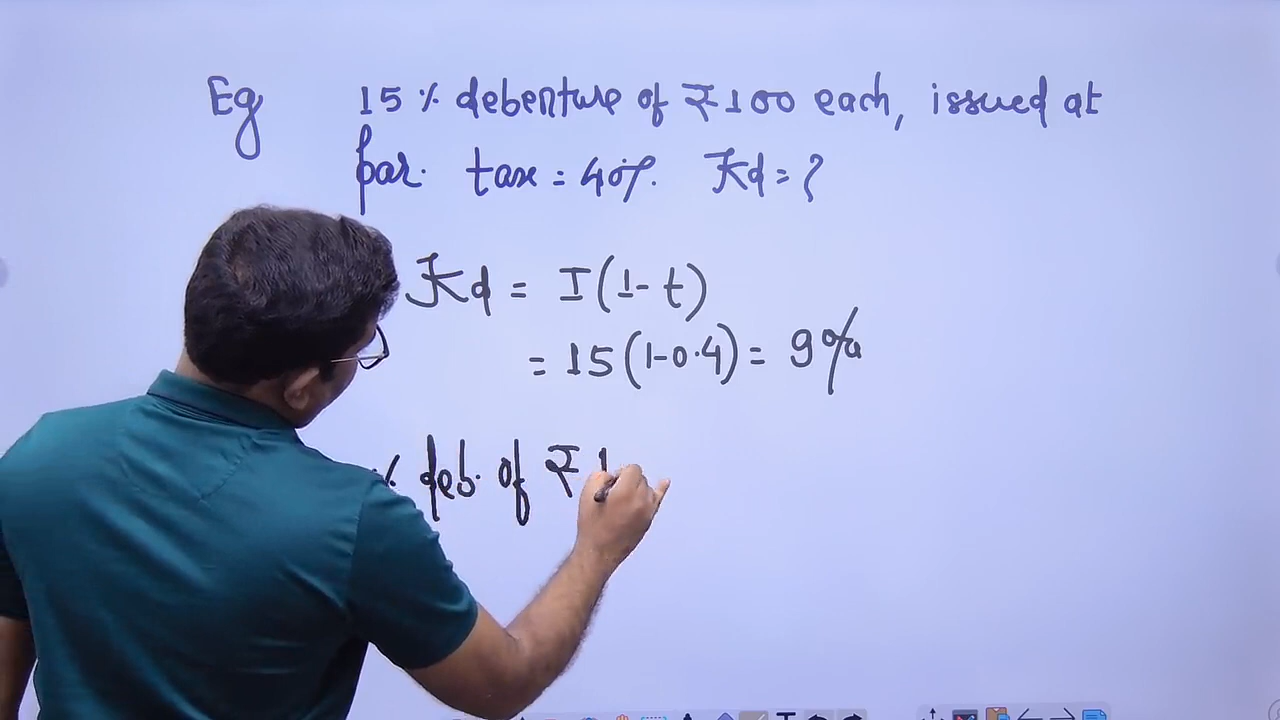 Eg 15% debenture of ₹100 each, issued at
par. tax = 40%. Kd = ?
Kd = I(1-t)
= 15(1-0.4) = 9%
% deb. of ₹ 1